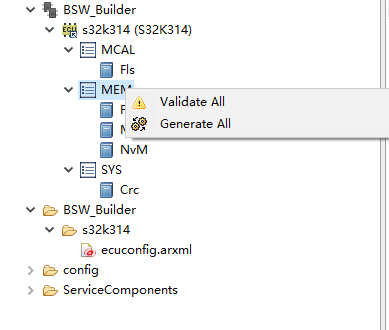 BSW_Builder
s32k314 (S32K314)
MCAL
Fls
MEM
Validate All
Generate All
NvM
SYS
Crc
BSW_Builder
s32k314
ecuconfig.arxml
config
ServiceComponents